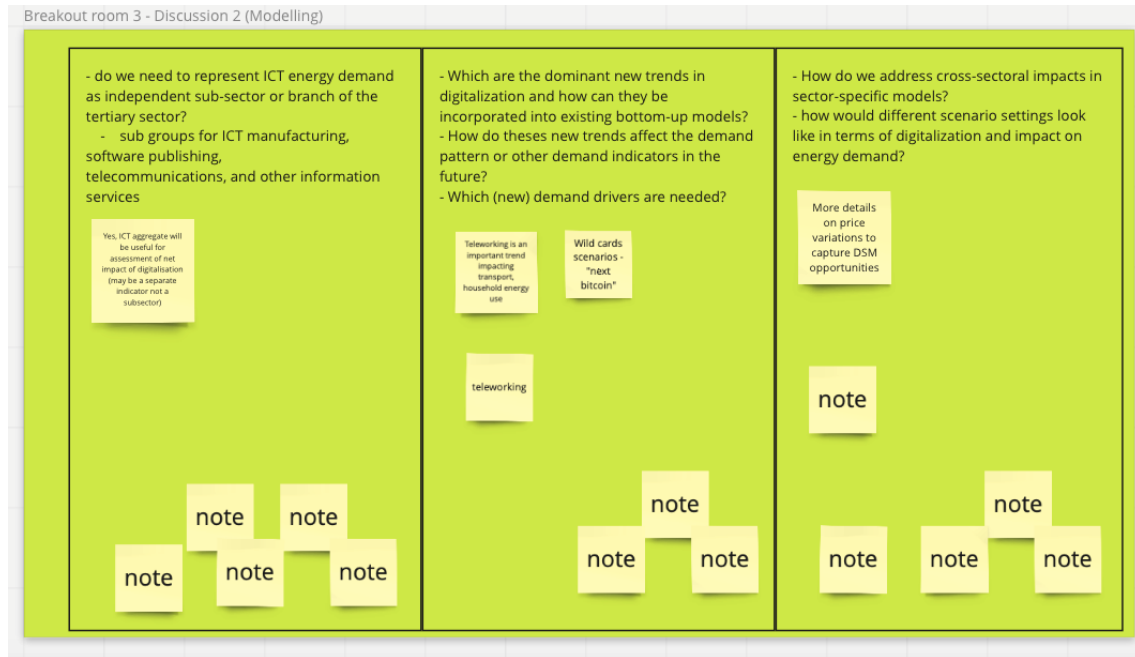 Breakout room 3 - Discussion 2 (Modelling)
- do we need to represent ICT energy demand
as independent sub-sector or branch of the
tertiary sector?
- sub groups for ICT manufacturing,
software publishing,
telecommunications, and other information
services
Yes, ICT aggregate will
be useful for
assessment of net
impact of digitalisation
(may be a separate
indicator not a
subsector)
note
note
note
note
note
- Which are the dominant new trends in
digitalization and how can they be
incorporated into existing bottom-up models?
- How do theses new trends affect the demand
pattern or other demand indicators in the
future?
- Which (new) demand drivers are needed?
Teleworking is an
important trend
impacting
transport,
household energy
use
Wild cards
scenarios -
"next
bitcoin"
teleworking
note
note
note
- How do we address cross-sectoral impacts in
sector-specific models?
- how would different scenario settings look
like in terms of digitalization and impact on
energy demand?
More details
on price
variations to
capture DSM
opportunities
note
note
note
note
note